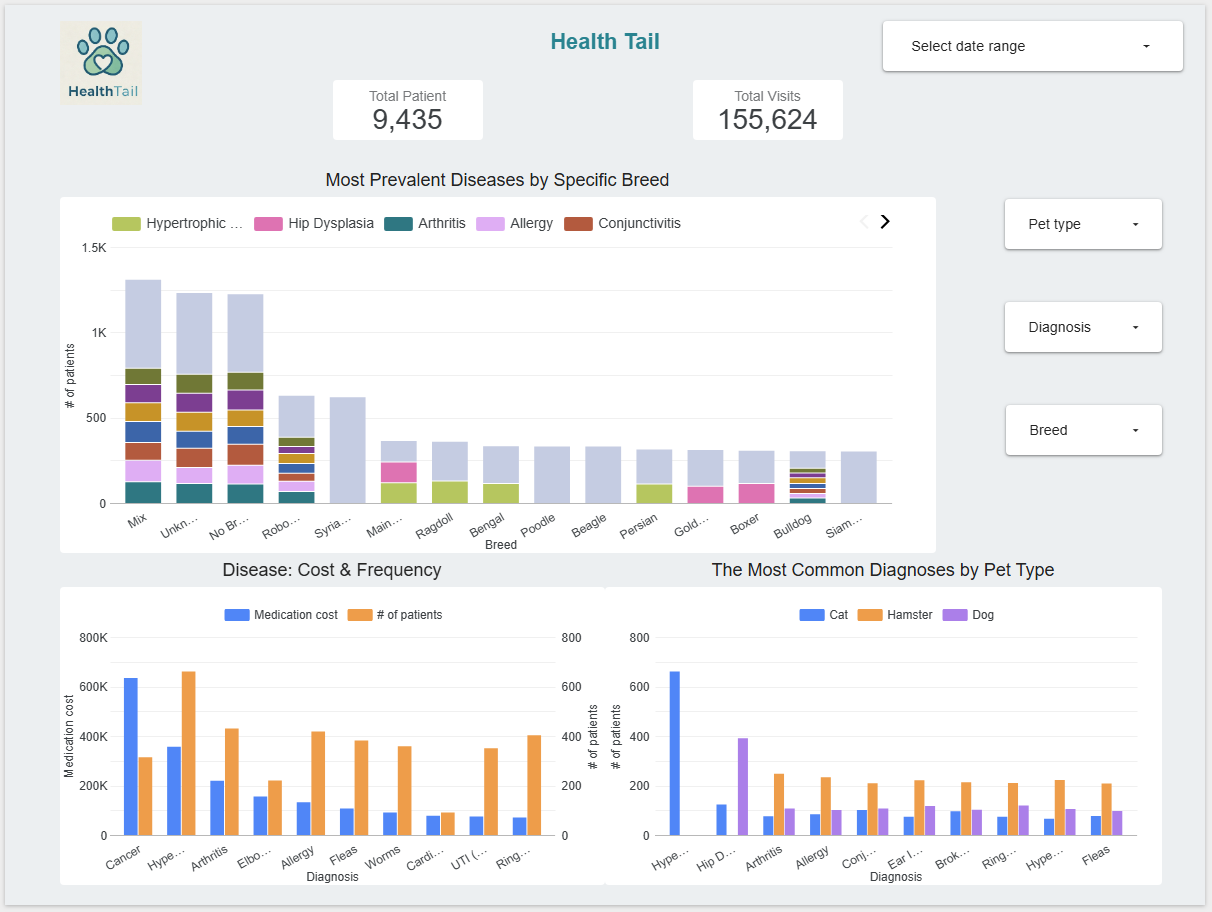 HealthTail
Health Tail
Select date range
Total Patient
9,435
Total Visits
155,624
Most Prevalent Diseases by Specific Breed
Hypertrophic … Hip Dysplasia Arthritis Allergy Conjunctivitis
1.5K
1K
500
0
# of patients
Mix Unkn… No Br… Robo… Syria… Main… Ragdoll Bengal Poodle Beagle Persian Gold… Boxer Bulldog Siam…
Breed
Pet type
Diagnosis
Breed
Disease: Cost & Frequency
Medication cost # of patients
800K
600K
400K
200K
0
Medication cost
800
600
400
200
0
# of patients
Cancer Hype… Arthritis Elbo… Allergy Fleas Worms Cardi… UTI (… Ring…
Diagnosis
The Most Common Diagnoses by Pet Type
Cat Hamster Dog
800
600
400
200
0
# of patients
Hype… Hip D… Arthritis Allergy Conj… Ear I… Brok… Ring… Hype… Fleas
Diagnosis